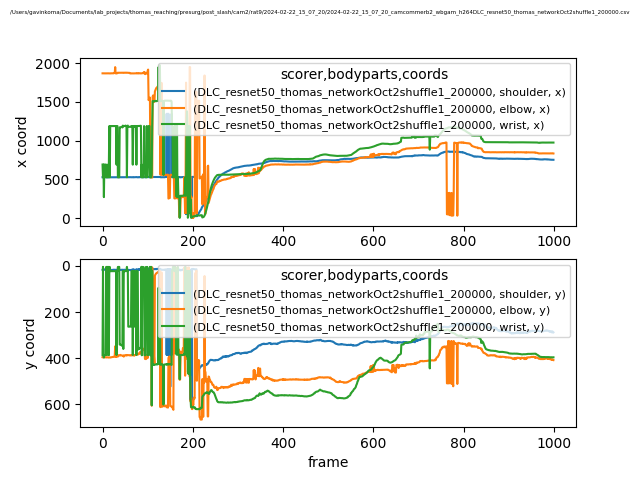 /Users/gavinkoma/Documents/lab_projects/thomas_reaching/presurg/post_slash/cam2/rat9/2024-02-22_15_07_20/2024-02-22_15_07_20_camcommerb2_wbgam_h264DLC_resnet50_thomas_networkOct2shuffle1_200000.csv
2000
1500
1000
500
0
x coord
scorer,bodyparts,coords
(DLC_resnet50_thomas_networkOct2shuffle1_200000, shoulder, x)
(DLC_resnet50_thomas_networkOct2shuffle1_200000, elbow, x)
(DLC_resnet50_thomas_networkOct2shuffle1_200000, wrist, x)
0 200 400 600 800 1000
0
200
400
600
y coord
scorer,bodyparts,coords
(DLC_resnet50_thomas_networkOct2shuffle1_200000, shoulder, y)
(DLC_resnet50_thomas_networkOct2shuffle1_200000, elbow, y)
(DLC_resnet50_thomas_networkOct2shuffle1_200000, wrist, y)
0 200 400 600 800 1000
frame